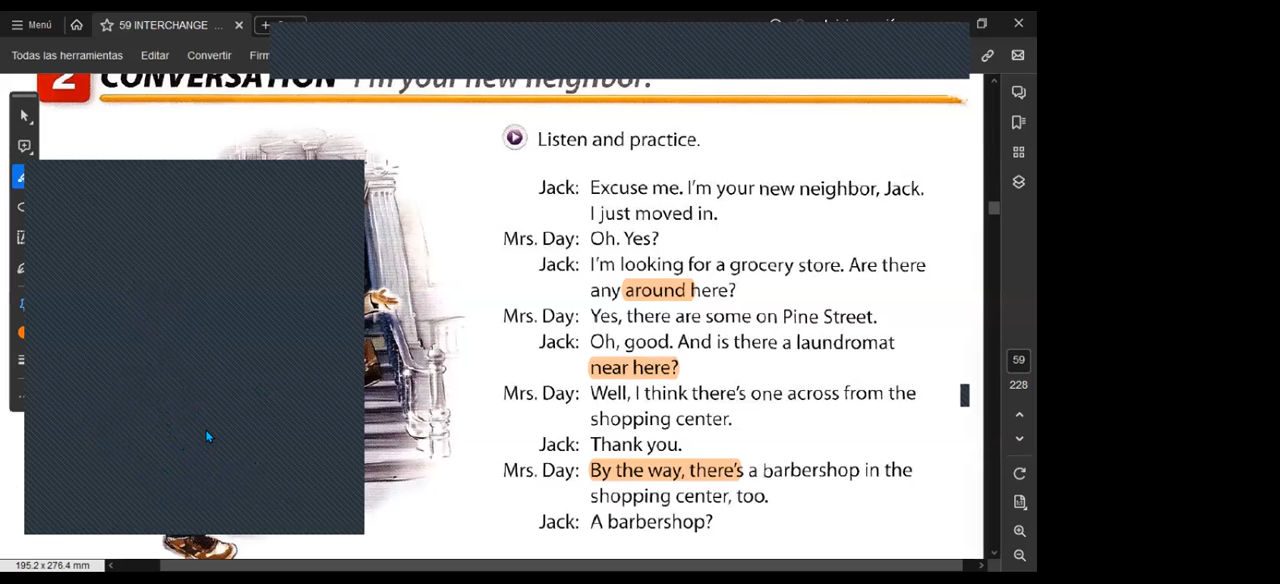 Menú
59 INTERCHANGE ...
Todas las herramientas Editar Convertir
2 CONVERSATION I'm your new neighbor.
Listen and practice.
Jack: Excuse me. I'm your new neighbor, Jack.
I just moved in.
Mrs. Day: Oh. Yes?
Jack: I'm looking for a grocery store. Are there
any around here?
Mrs. Day: Yes, there are some on Pine Street.
Jack: Oh, good. And is there a laundromat
near here?
Mrs. Day: Well, I think there's one across from the
shopping center.
Jack: Thank you.
Mrs. Day: By the way, there's a barbershop in the
shopping center, too.
Jack: A barbershop?
59
228
195.2 x 276.4 mm